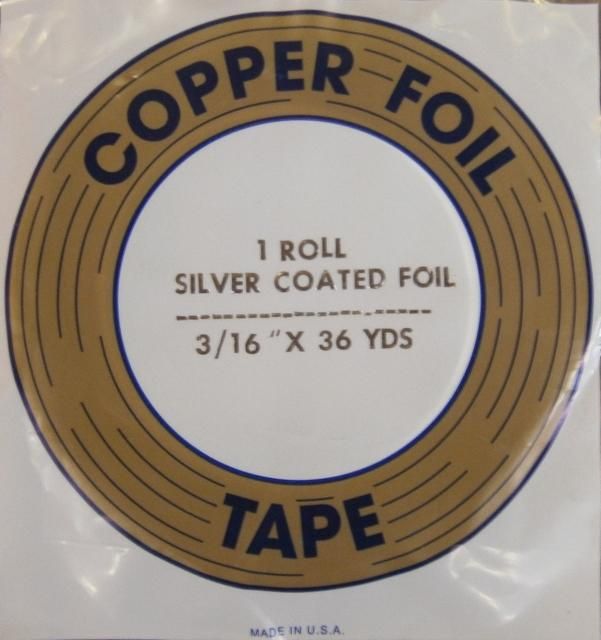 COPPER FOIL
1 ROLL
SILVER COATED FOIL
------------------
3/16 "X 36 YDS
TAPE
MADE IN U.S.A.